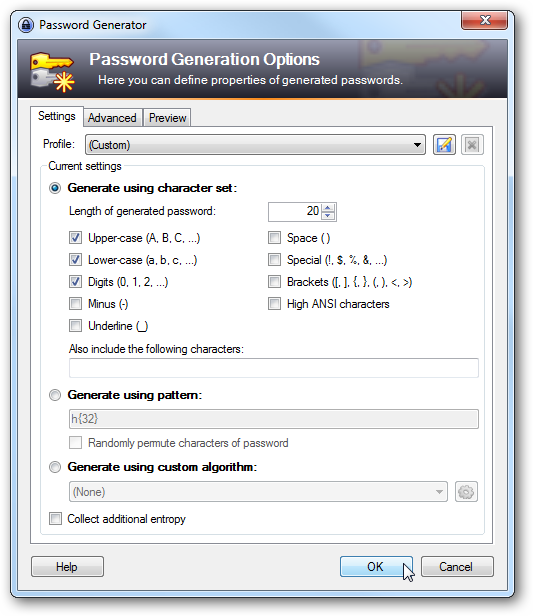 Password Generator
Password Generation Options
Here you can define properties of generated passwords.
Settings Advanced Preview
Profile: (Custom)
Current settings
Generate using character set:
Length of generated password: 20
Upper-case (A, B, C, ...) Space ( )
Lower-case (a, b, c, ...) Special (!, $, %, &, ...)
Digits (0, 1, 2, ...) Brackets ([, ], {, }, (, ), <, >)
Minus (-) High ANSI characters
Underline (_)
Also include the following characters:
Generate using pattern:
h{32}
Randomly permute characters of password
Generate using custom algorithm:
(None)
Collect additional entropy
Help OK Cancel